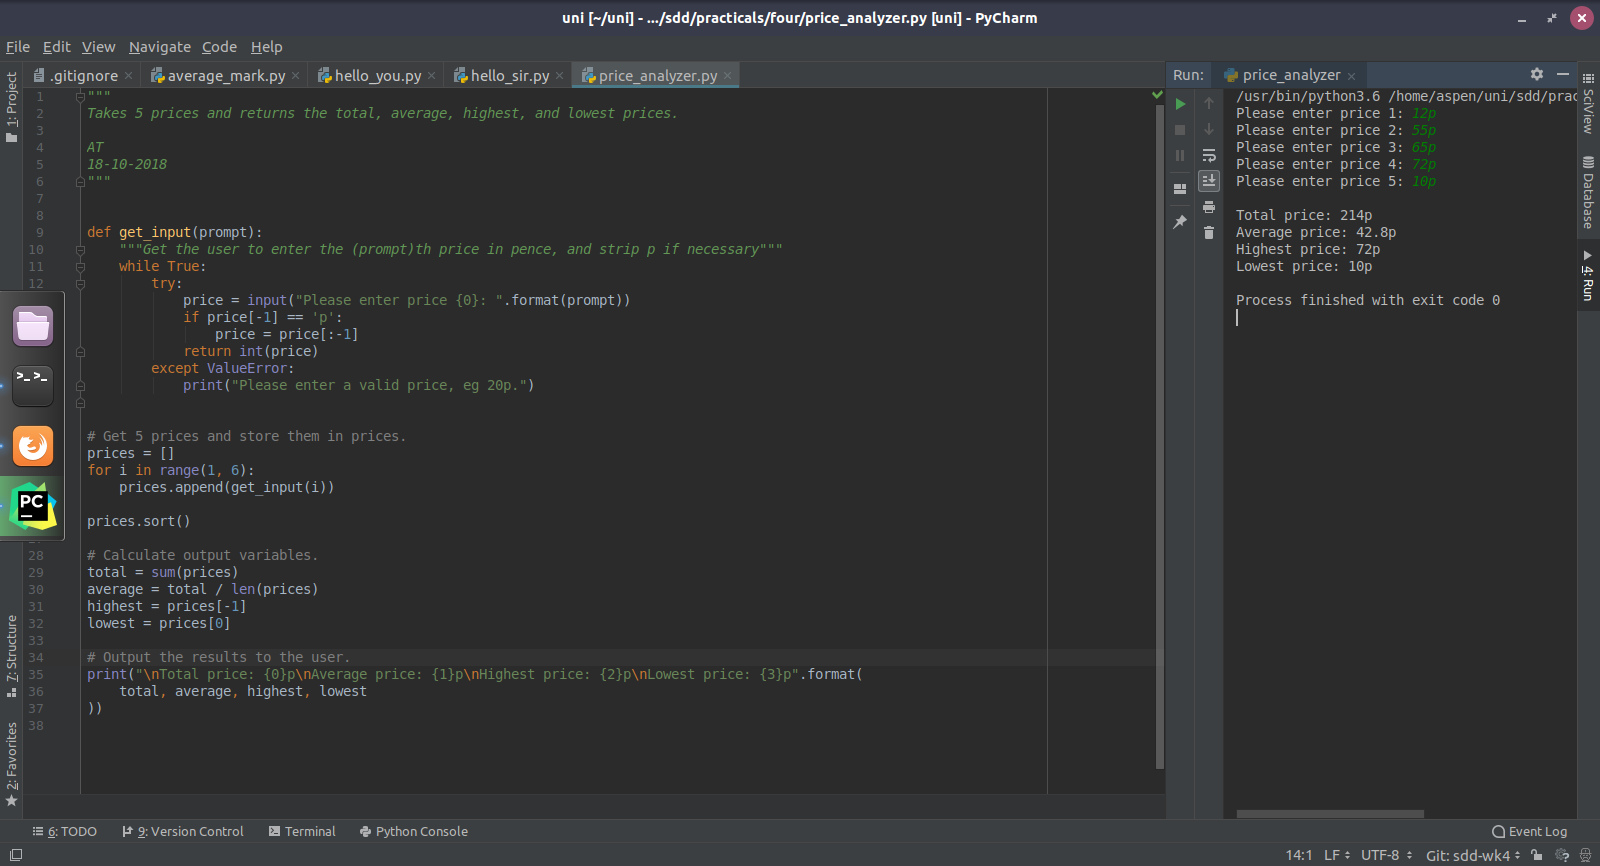 uni [~/uni] - .../sdd/practicals/four/price_analyzer.py [uni] - PyCharm
File Edit View Navigate Code Help
1: Project
.gitignore
average_mark.py
hello_you.py
hello_sir.py
price_analyzer.py
1 """
2 Takes 5 prices and returns the total, average, highest, and lowest prices.
3
4 AT
5 18-10-2018
6 """
7
8
9 def get_input(prompt):
10 """Get the user to enter the (prompt)th price in pence, and strip p if necessary"""
11 while True:
12 try:
price = input("Please enter price {0}: ".format(prompt))
if price[-1] == 'p':
price = price[:-1]
return int(price)
except ValueError:
print("Please enter a valid price, eg 20p.")
# Get 5 prices and store them in prices.
prices = []
for i in range(1, 6):
prices.append(get_input(i))
prices.sort()
28 # Calculate output variables.
29 total = sum(prices)
30 average = total / len(prices)
31 highest = prices[-1]
32 lowest = prices[0]
33
34 # Output the results to the user.
35 print("\nTotal price: {0}p\nAverage price: {1}p\nHighest price: {2}p\nLowest price: {3}p".format(
36 total, average, highest, lowest
37 ))
38
>_ >_
PC
7: Structure
2: Favorites
Run: price_analyzer
/usr/bin/python3.6 /home/aspen/uni/sdd/prac
Please enter price 1: 12p
Please enter price 2: 55p
Please enter price 3: 65p
Please enter price 4: 72p
Please enter price 5: 10p
Total price: 214p
Average price: 42.8p
Highest price: 72p
Lowest price: 10p
Process finished with exit code 0
SciView
Database
4: Run
6: TODO 9: Version Control Terminal Python Console Event Log
14:1 LF UTF-8 Git: sdd-wk4